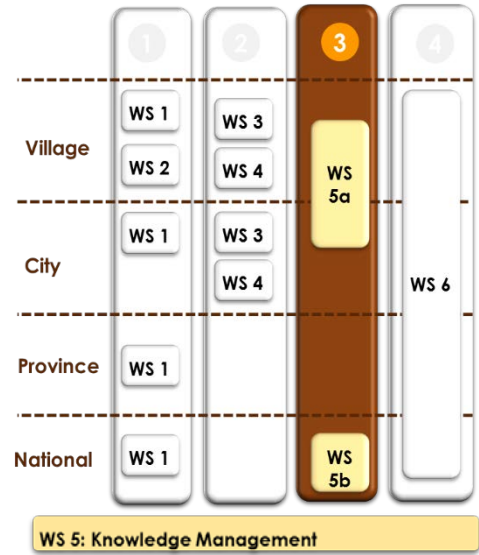 1 2 3 4
WS 1
WS 3
Village
WS 2
WS 4
WS
5a
WS 1
WS 3
City
WS 4
WS 6
Province
WS 1
National
WS 1
WS
5b
WS 5: Knowledge Management